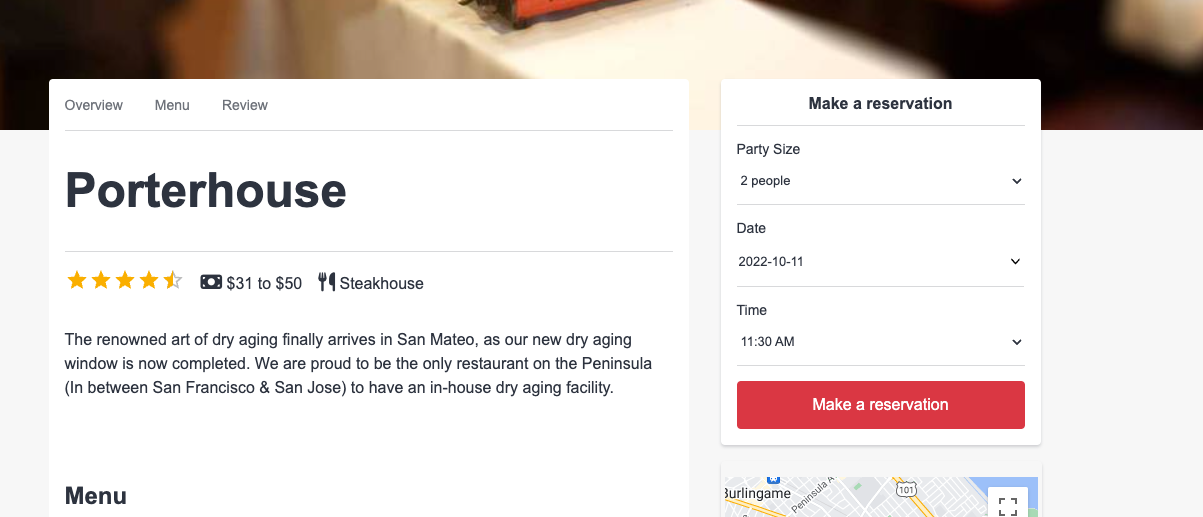 Overview Menu Review
Porterhouse
$31 to $50 Steakhouse
The renowned art of dry aging finally arrives in San Mateo, as our new dry aging
window is now completed. We are proud to be the only restaurant on the Peninsula
(In between San Francisco & San Jose) to have an in-house dry aging facility.
Menu
Make a reservation
Party Size
2 people
Date
2022-10-11
Time
11:30 AM
Make a reservation
Burlingame
Peninsula A
101